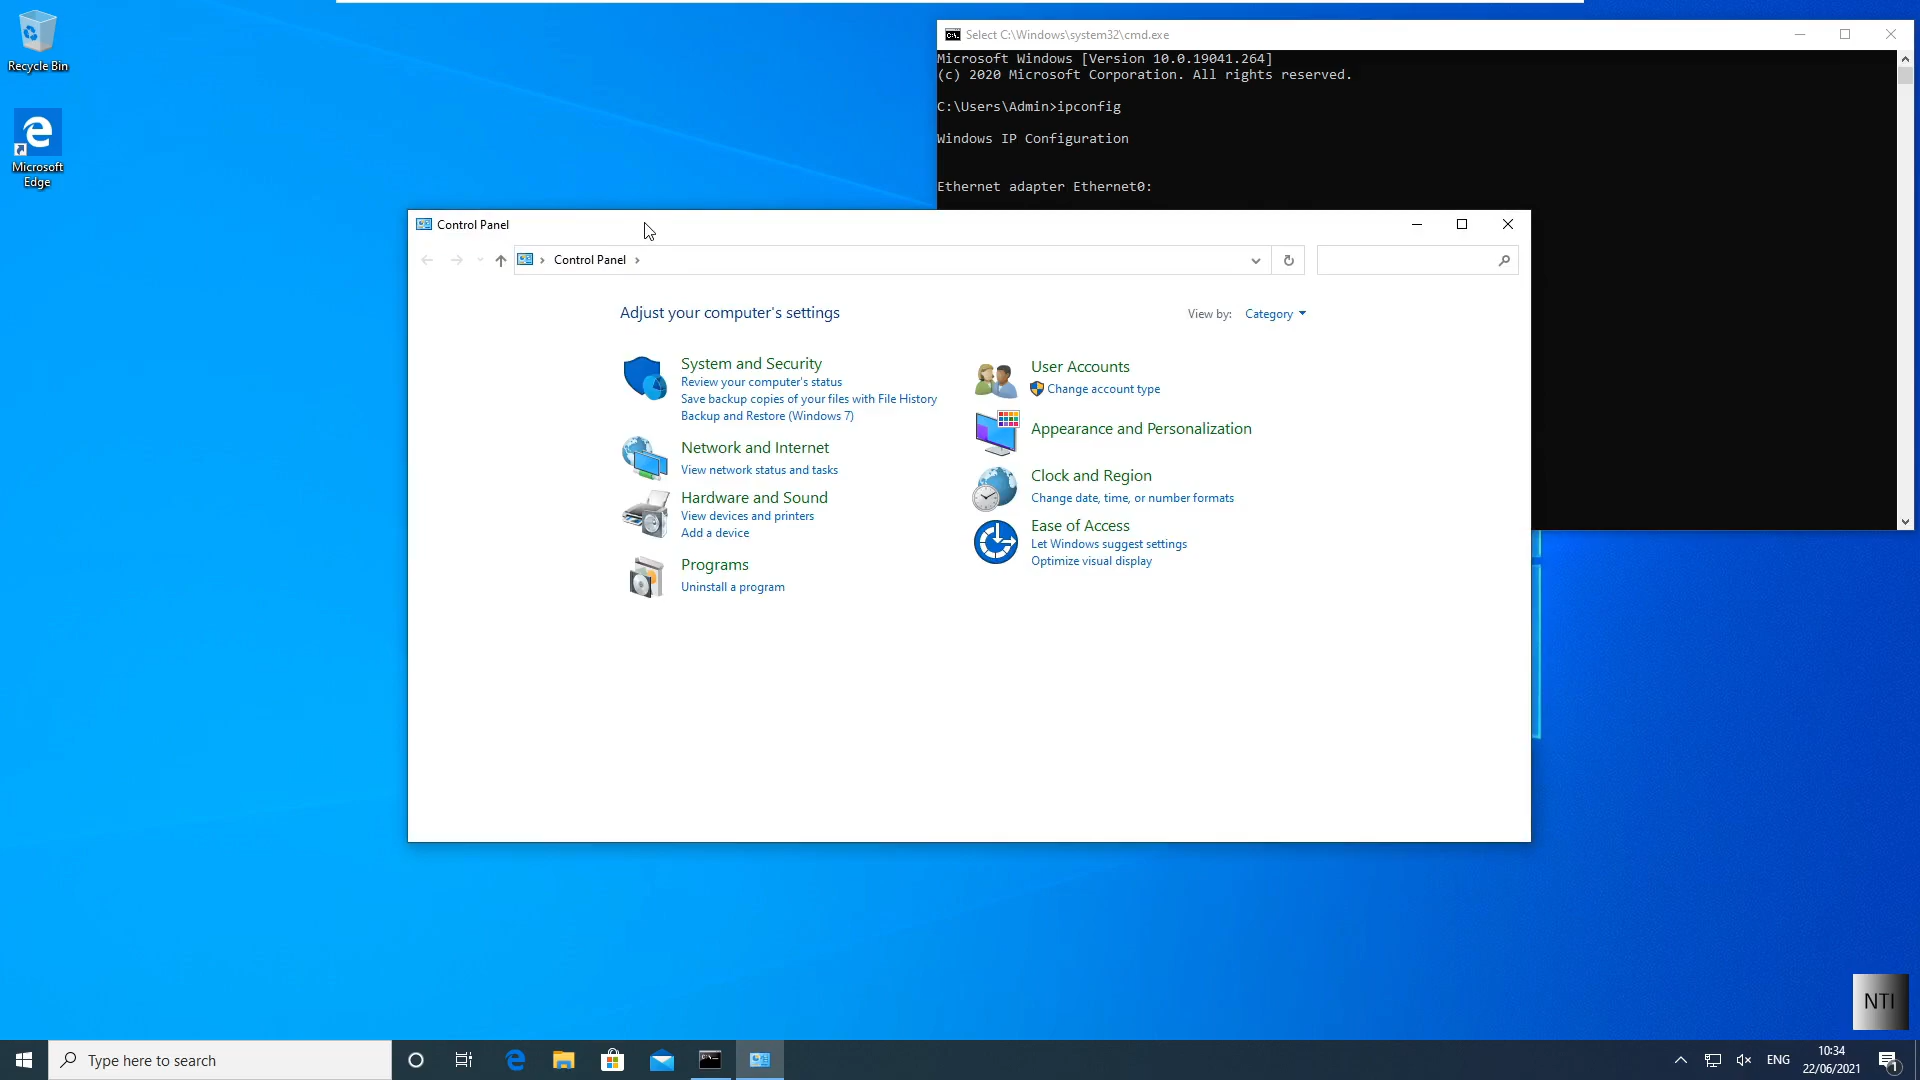 Recycle Bin
Microsoft
Edge
Select C:\Windows\system32\cmd.exe
Microsoft Windows [Version 10.0.19041.264]
(c) 2020 Microsoft Corporation. All rights reserved.
C:\Users\Admin>ipconfig
Windows IP Configuration
Ethernet adapter Ethernet0:
Control Panel
Control Panel
Adjust your computer's settings
View by: Category
System and Security
Review your computer's status
Save backup copies of your files with File History
Backup and Restore (Windows 7)
Network and Internet
View network status and tasks
Hardware and Sound
View devices and printers
Add a device
Programs
Uninstall a program
User Accounts
Change account type
Appearance and Personalization
Clock and Region
Change date, time, or number formats
Ease of Access
Let Windows suggest settings
Optimize visual display
NTI
Type here to search
ENG
10:34
22/06/2021
1